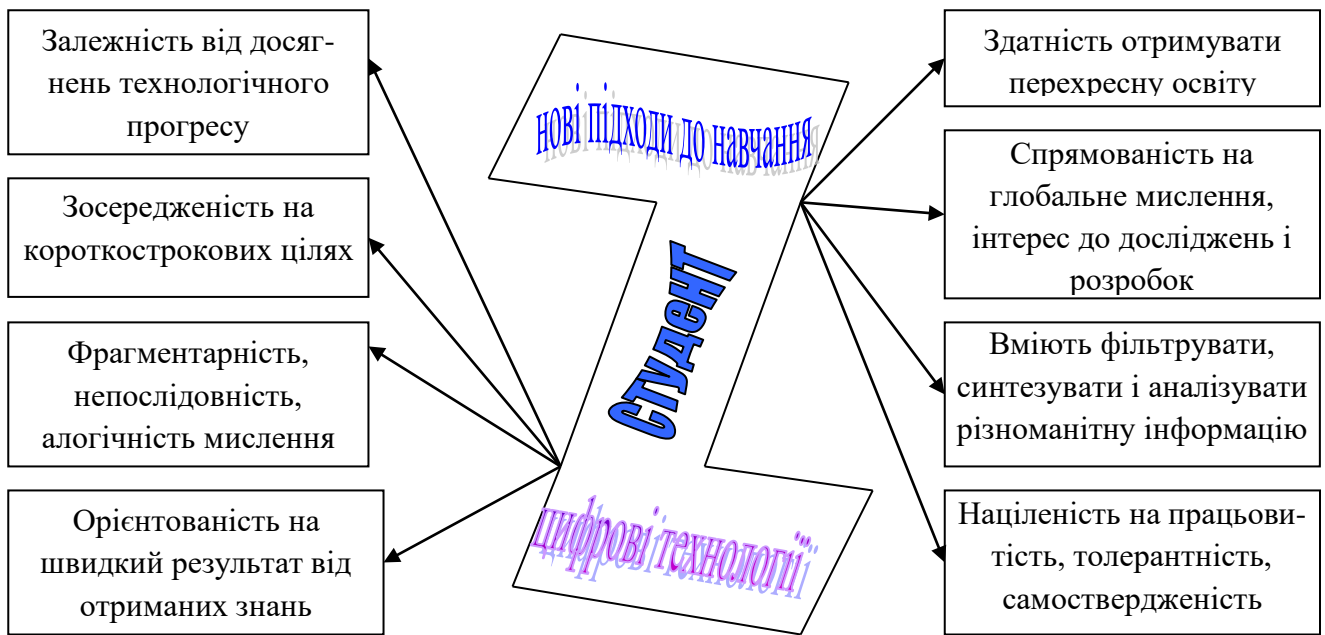 Залежність від досяг-
нень технологічного
прогресу
Зосередженість на
короткострокових цілях
Фрагментарність,
непослідовність,
алогічність мислення
Орієнтованість на
швидкий результат від
отриманих знань
нові підходи до навчання
СТУДенТ
цифрові технології
Здатність отримувати
перехресну освіту
Спрямованість на
глобальне мислення,
інтерес до досліджень і
розробок
Вміють фільтрувати,
синтезувати і аналізувати
різноманітну інформацію
Націленість на працьови-
тість, толерантність,
самоствердженість